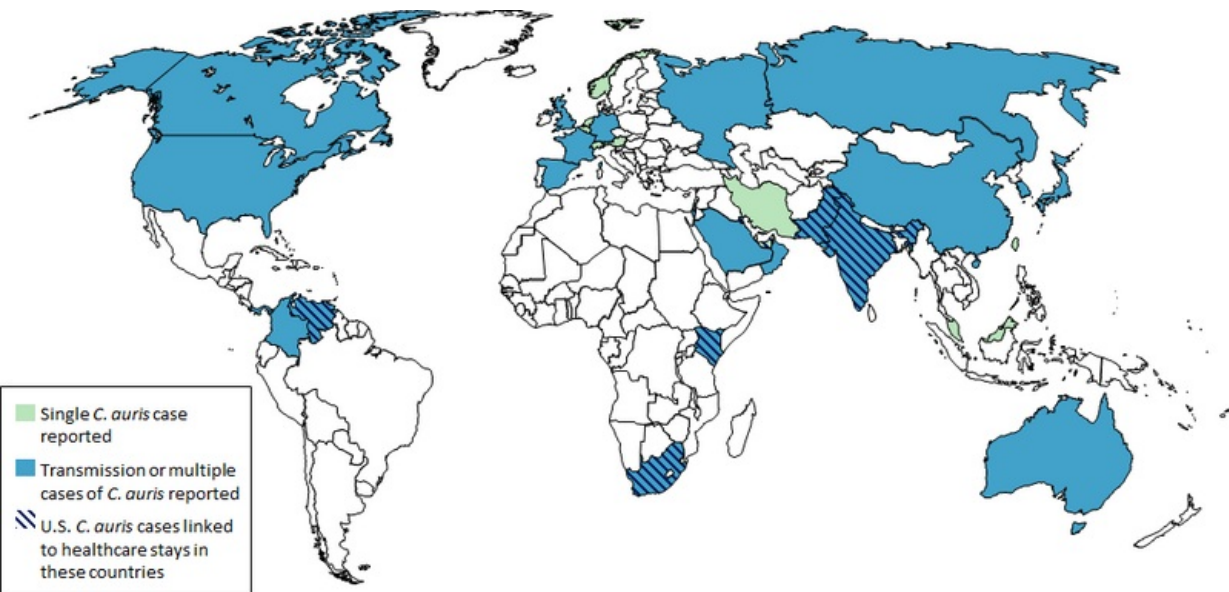 Single C. auris case
reported
Transmission or multiple
cases of C. auris reported
U.S. C. auris cases linked
to healthcare stays in
these countries